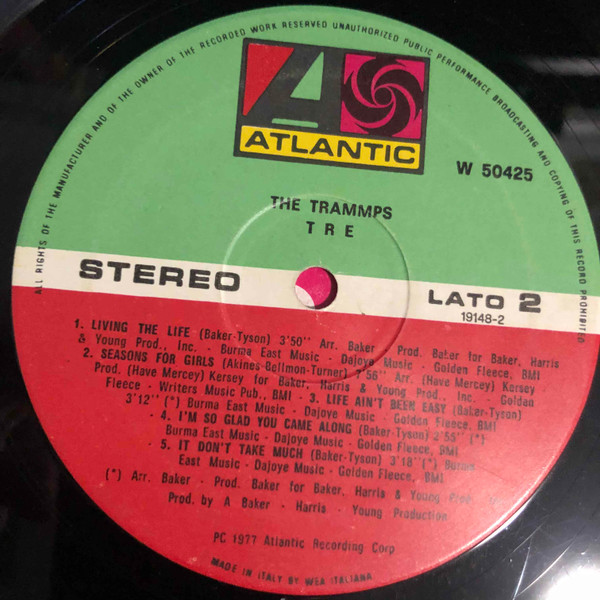 ALL RIGHTS OF THE MANUFACTURER AND OF THE OWNER OF THE RECORDED WORK RESERVED UNAUTHORIZED PUBLIC PERFORMANCE BROADCASTING AND COPYING OF THIS RECORD PROHIBITED
A
ATLANTIC
W 50425
THE TRAMMPS
TRE
STEREO
LATO 2
19148-2
1. LIVING THE LIFE (Baker-Tyson) 3'50'' Arr. Baker - Prod. Baker for Baker, Harris
& Young Prod., Inc. - Burma East Music - Dajoye Music - Golden Fleece, BMI
2. SEASONS FOR GIRLS (Akines-Bellmon-Turner) 7'56'' Arr. (Have Mercey) Kersey
Prod. (Have Mercey) Kersey for Baker, Harris & Young Prod., Inc. - Golden
Fleece - Writers Music Pub., BMI - 3. LIFE AIN'T BEEN EASY (Baker-Tyson)
3'12'' (*) Burma East Music - Dajoye Music - Golden Fleece, BMI
4. I'M SO GLAD YOU CAME ALONG (Baker-Tyson) 3'55'' (*)
Burma East Music - Dajoye Music - Golden Fleece, BMI
5. IT DON'T TAKE MUCH (Baker-Tyson) 3'18'' (*) Burma
East Music - Dajoye Music - Golden Fleece, BMI
(*) Arr. Baker - Prod. Baker for Baker, Harris & Young
Prod. by A Baker - Harris - Young Production
PC 1977 Atlantic Recording Corp
MADE IN ITALY BY WEA ITALIANA